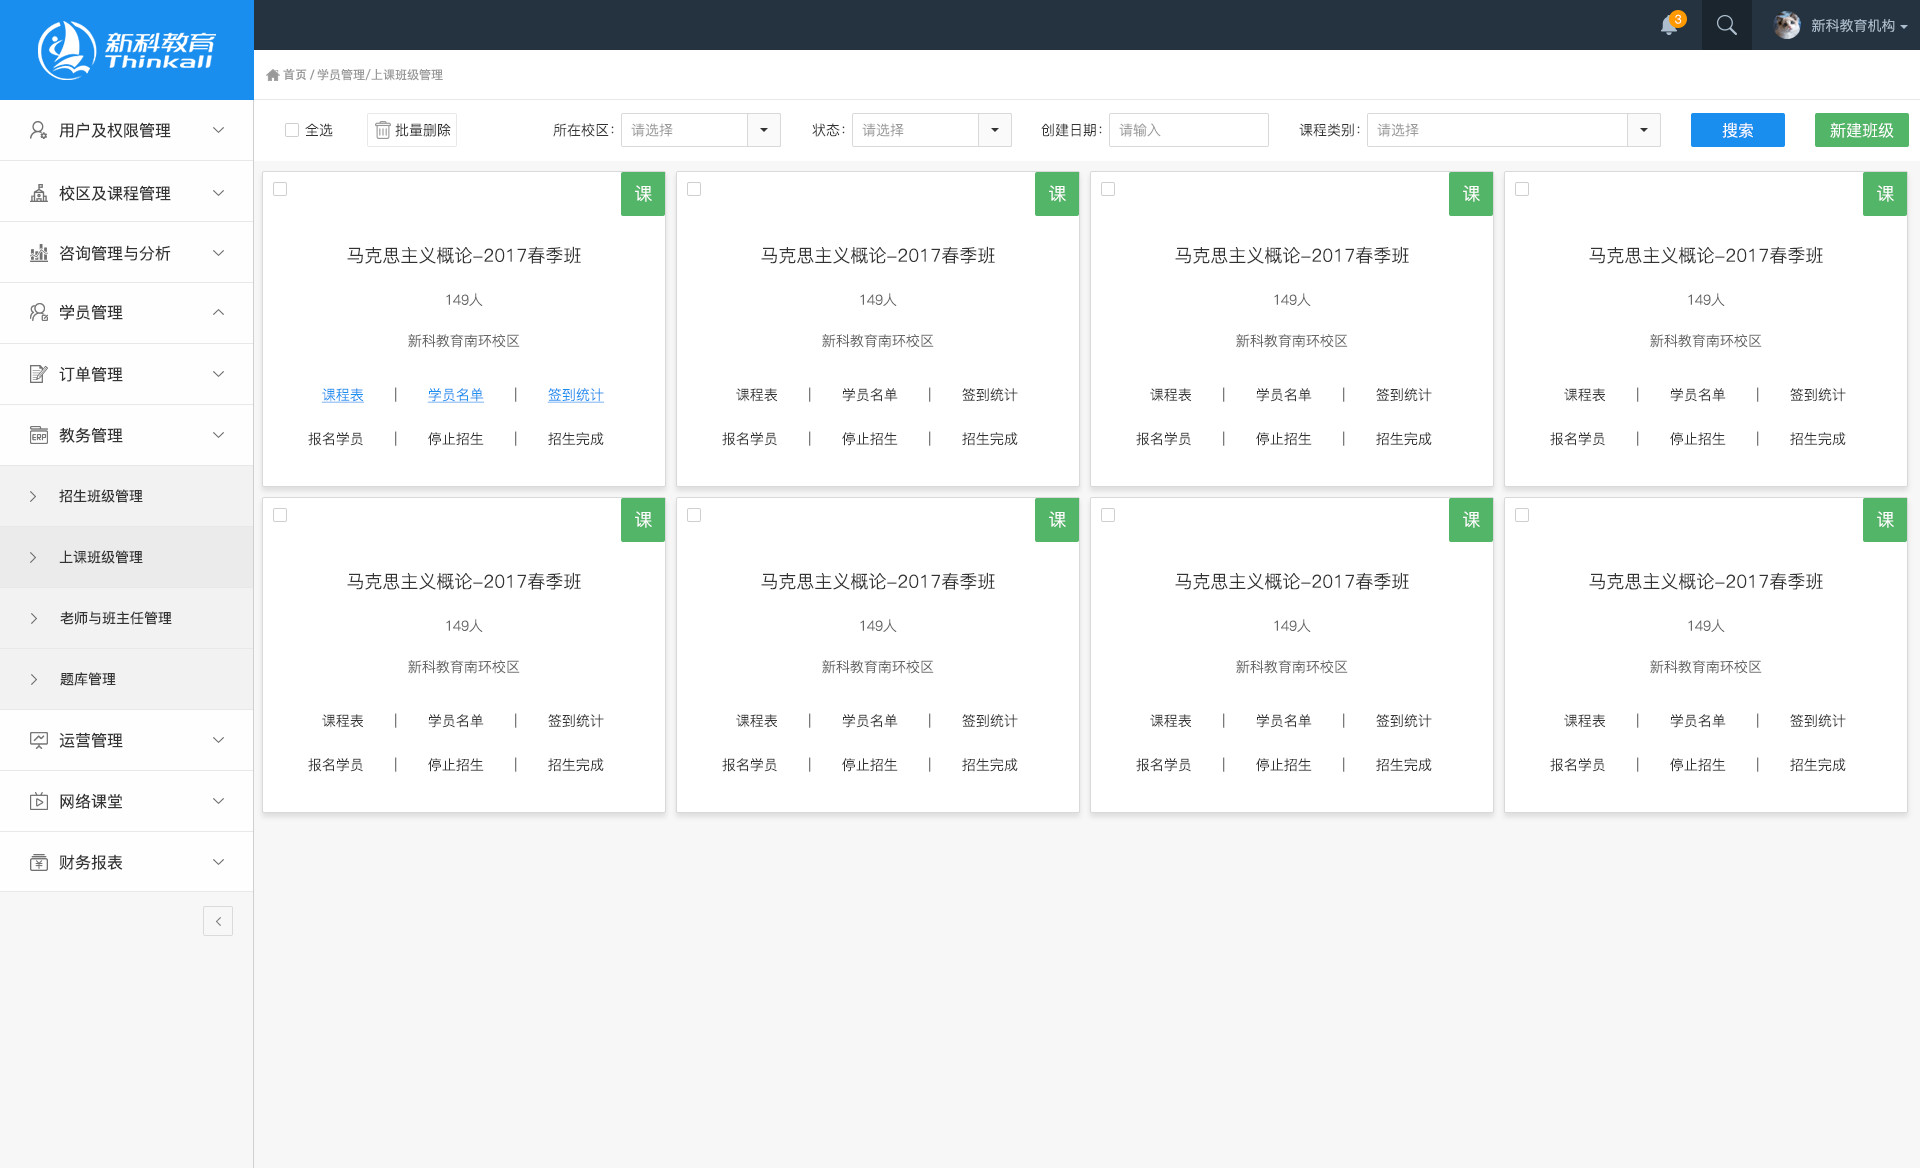 新科教育
Thinkall
3
新科教育机构
首页 / 学员管理/上课班级管理
用户及权限管理
校区及课程管理
咨询管理与分析
学员管理
订单管理
ERP 教务管理
招生班级管理
上课班级管理
老师与班主任管理
题库管理
运营管理
网络课堂
¥ 财务报表
全选 批量删除 所在校区: 请选择 状态: 请选择 创建日期: 请输入 课程类别: 请选择 搜索 新建班级
课 课 课 课
马克思主义概论-2017春季班 马克思主义概论-2017春季班 马克思主义概论-2017春季班 马克思主义概论-2017春季班
149人 149人 149人 149人
新科教育南环校区 新科教育南环校区 新科教育南环校区 新科教育南环校区
课程表 | 学员名单 | 签到统计 课程表 | 学员名单 | 签到统计 课程表 | 学员名单 | 签到统计 课程表 | 学员名单 | 签到统计
报名学员 | 停止招生 | 招生完成 报名学员 | 停止招生 | 招生完成 报名学员 | 停止招生 | 招生完成 报名学员 | 停止招生 | 招生完成
课 课 课 课
马克思主义概论-2017春季班 马克思主义概论-2017春季班 马克思主义概论-2017春季班 马克思主义概论-2017春季班
149人 149人 149人 149人
新科教育南环校区 新科教育南环校区 新科教育南环校区 新科教育南环校区
课程表 | 学员名单 | 签到统计 课程表 | 学员名单 | 签到统计 课程表 | 学员名单 | 签到统计 课程表 | 学员名单 | 签到统计
报名学员 | 停止招生 | 招生完成 报名学员 | 停止招生 | 招生完成 报名学员 | 停止招生 | 招生完成 报名学员 | 停止招生 | 招生完成